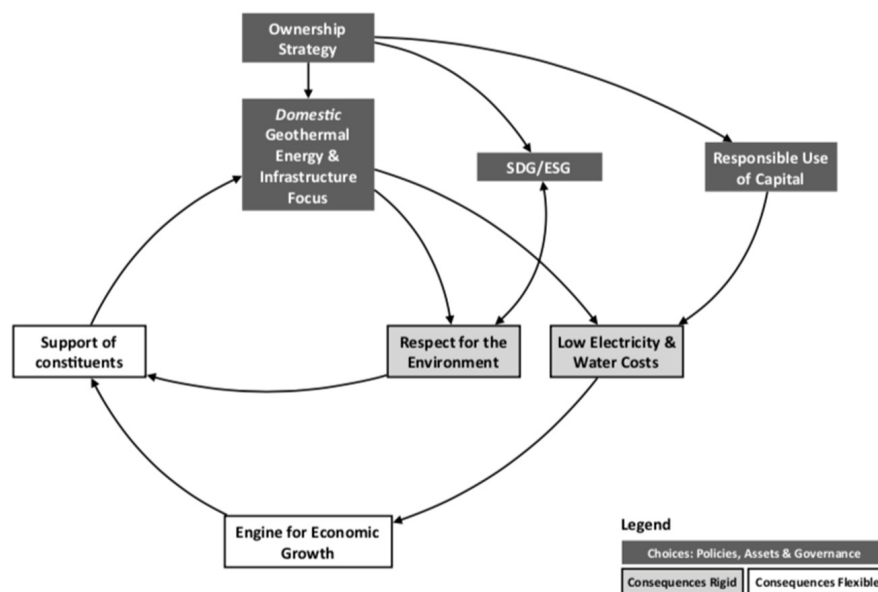 Ownership
Strategy
Domestic
Geothermal
Energy &
Infrastructure
Focus
SDG/ESG
Responsible Use
of Capital
Support of
constituents
Respect for the
Environment
Low Electricity &
Water Costs
Engine for Economic
Growth
Legend
Choices: Policies, Assets & Governance
Consequences Rigid
Consequences Flexible